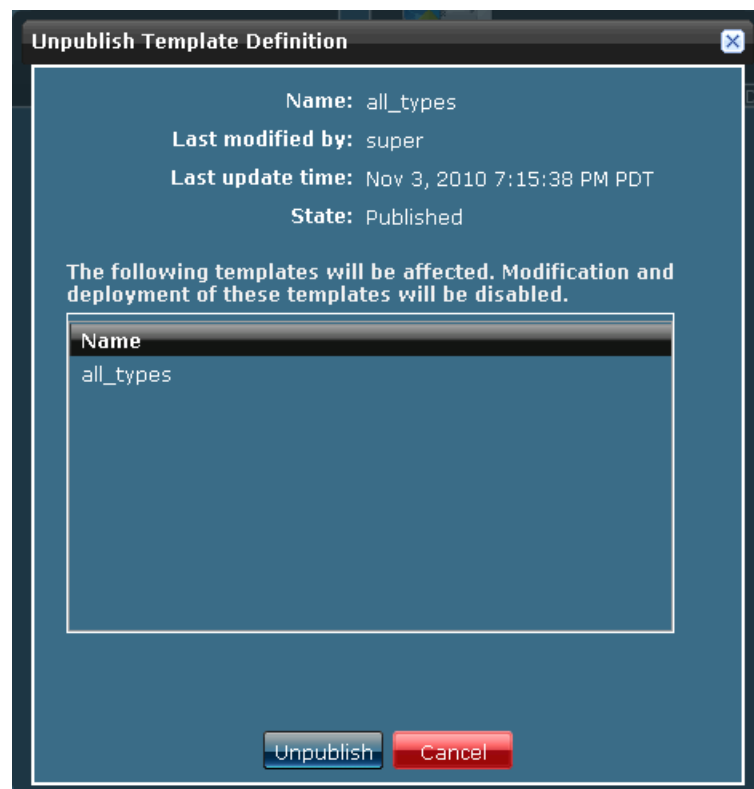 Unpublish Template Definition
Name: all_types
Last modified by: super
Last update time: Nov 3, 2010 7:15:38 PM PDT
State: Published
The following templates will be affected. Modification and
deployment of these templates will be disabled.
Name
all_types
Unpublish Cancel